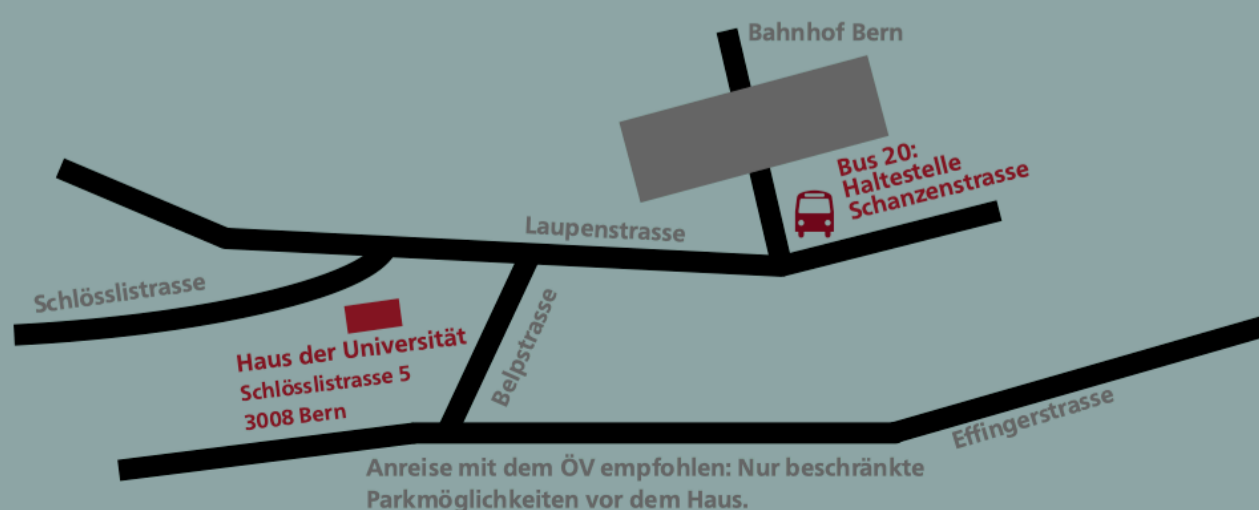 Bahnhof Bern
Bus 20:
Haltestelle
Schanzenstrasse
Laupenstrasse
Schlösslistrasse
Belpstrasse
Haus der Universität
Schlösslistrasse 5
3008 Bern
Effingerstrasse
Anreise mit dem ÖV empfohlen: Nur beschränkte
Parkmöglichkeiten vor dem Haus.